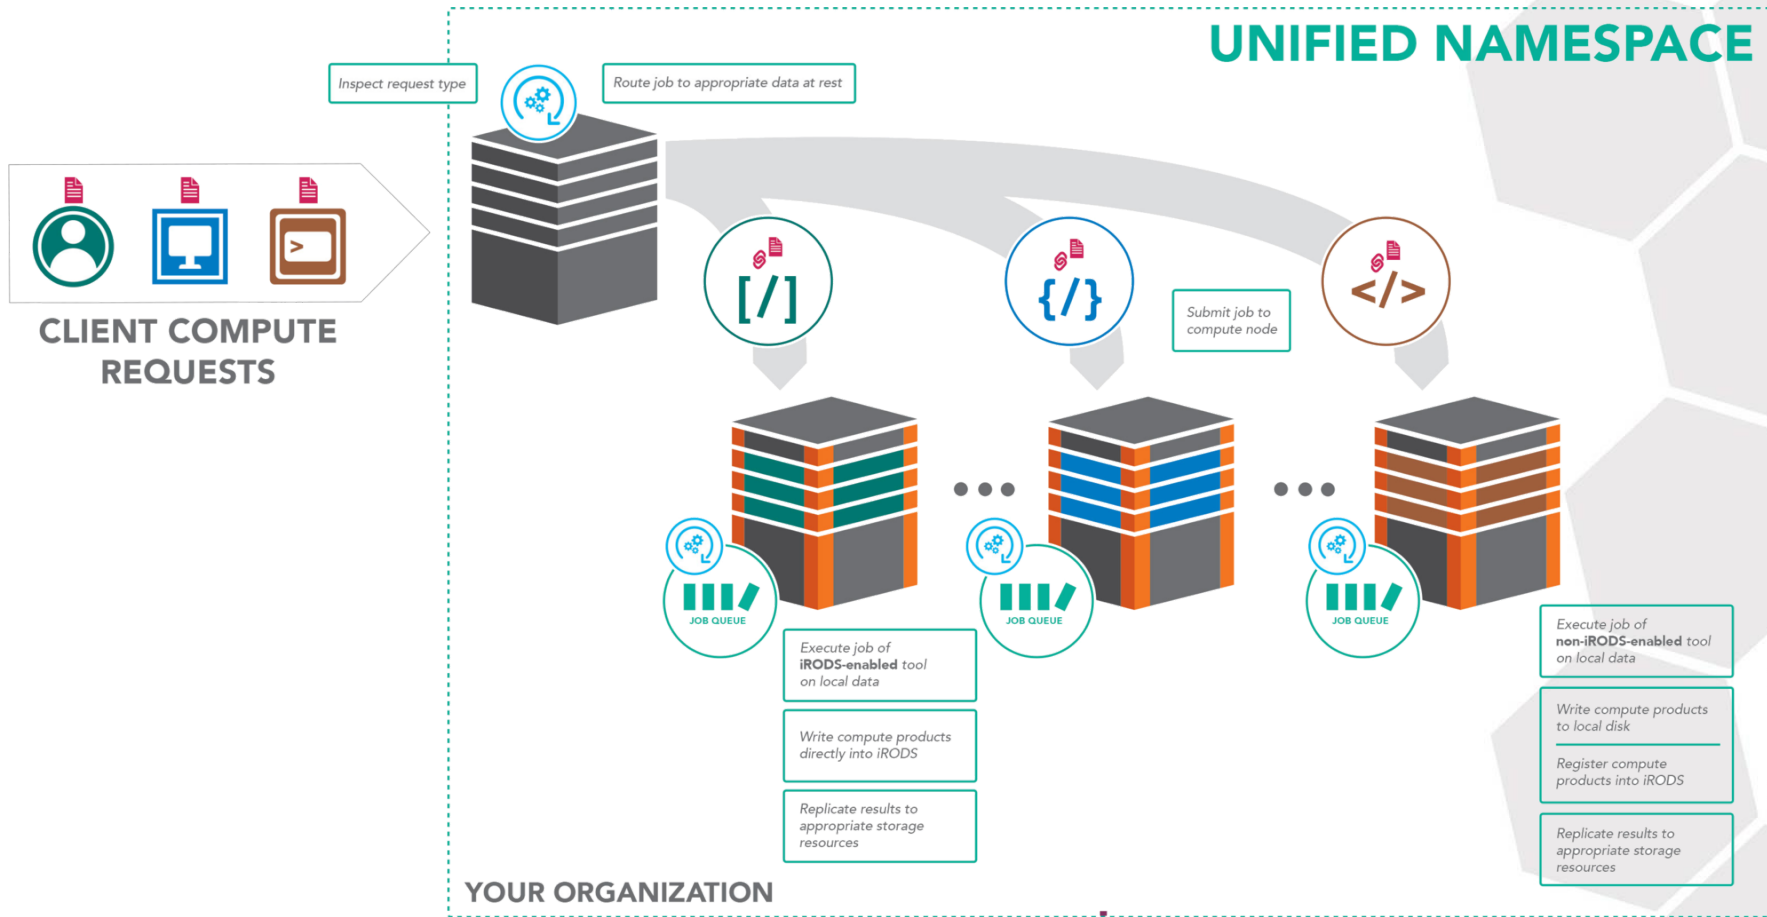 UNIFIED NAMESPACE
Inspect request type
Route job to appropriate data at rest
>
CLIENT COMPUTE
REQUESTS
[/]
{/}
</>
Submit job to
compute node
JOB QUEUE
JOB QUEUE
JOB QUEUE
Execute job of
iRODS-enabled tool
on local data
Write compute products
directly into iRODS
Replicate results to
appropriate storage
resources
Execute job of
non-iRODS-enabled tool
on local data
Write compute products
to local disk
Register compute
products into iRODS
Replicate results to
appropriate storage
resources
YOUR ORGANIZATION